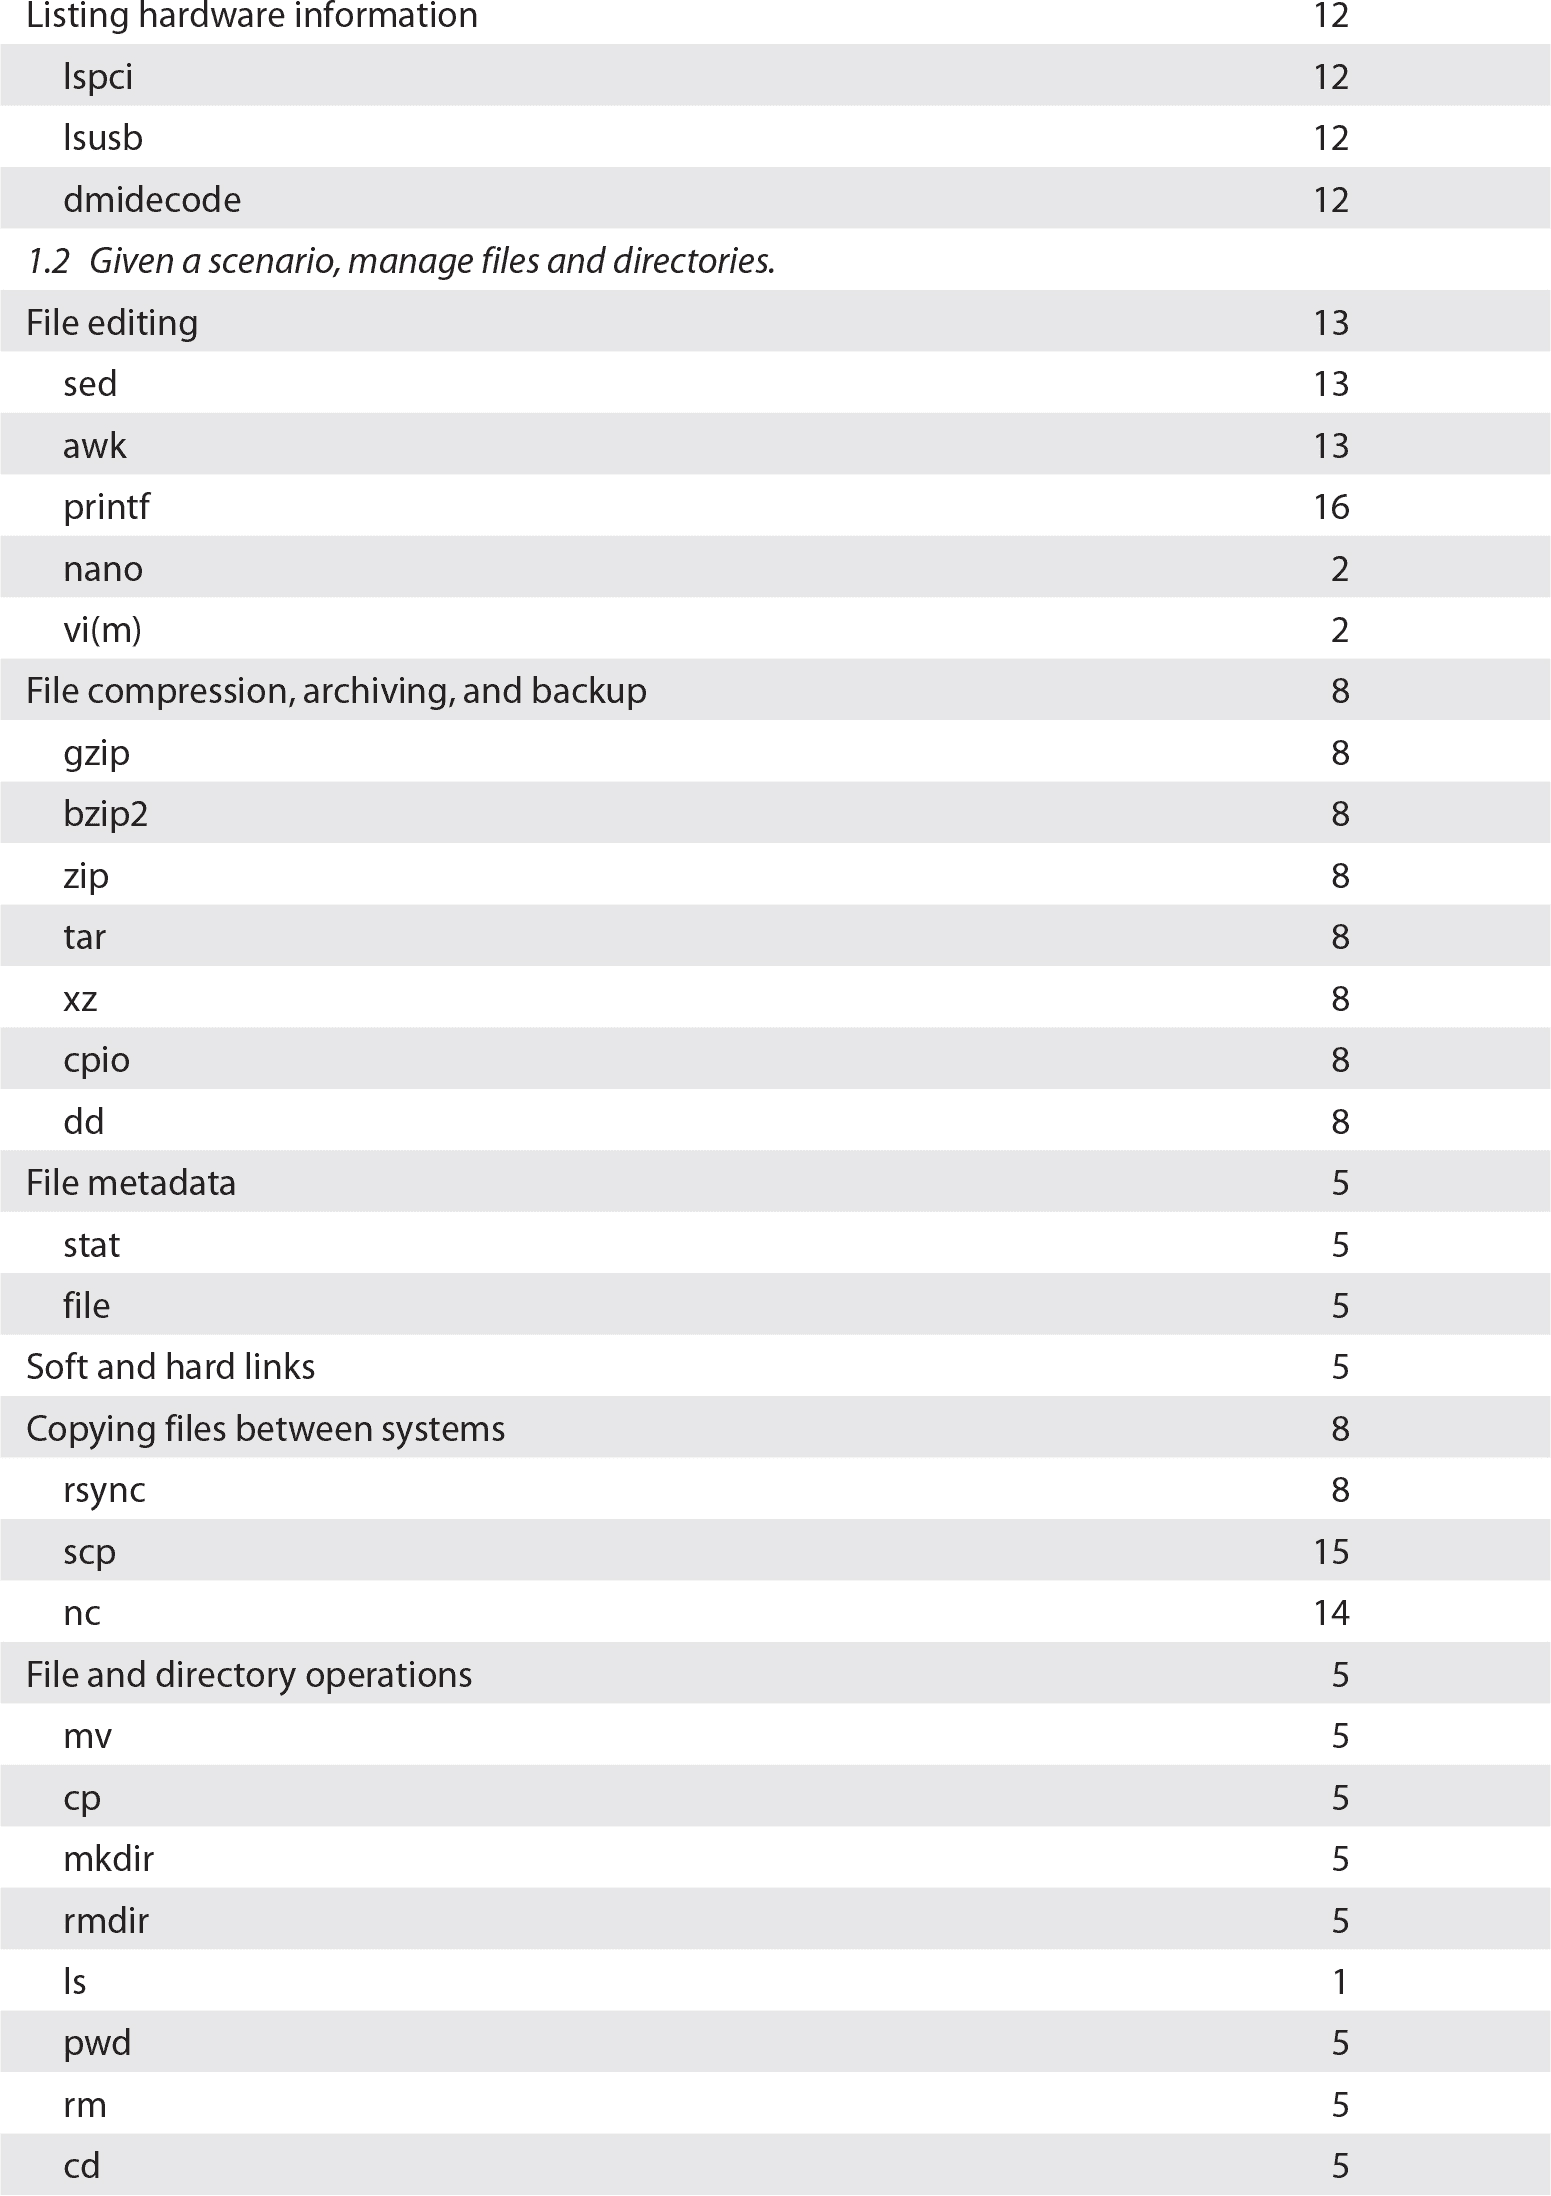 Listing hardware information 12
lspci 12
lsusb 12
dmidecode 12
1.2 Given a scenario, manage files and directories.
File editing 13
sed 13
awk 13
printf 16
nano 2
vi(m) 2
File compression, archiving, and backup 8
gzip 8
bzip2 8
zip 8
tar 8
xz 8
cpio 8
dd 8
File metadata 5
stat 5
file 5
Soft and hard links 5
Copying files between systems 8
rsync 8
scp 15
nc 14
File and directory operations 5
mv 5
cp 5
mkdir 5
rmdir 5
ls 1
pwd 5
rm 5
cd 5